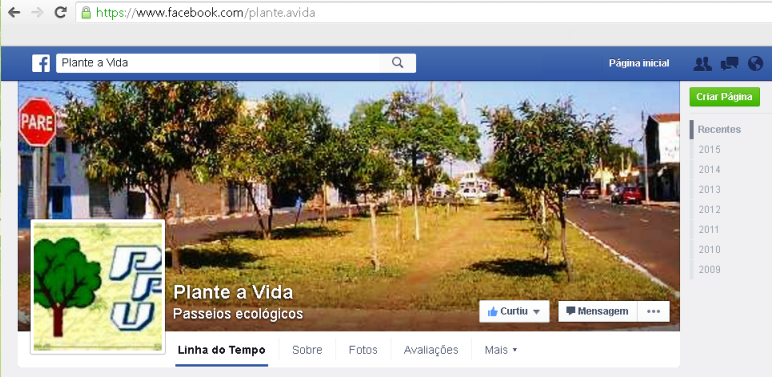 https://www.facebook.com/plante.avida
Plante a Vida
Página inicial
Criar Página
PARE
Recentes
2015
2014
2013
2012
2011
2010
2009
PPV
Plante a Vida
Passeios ecológicos
Curtiu
Mensagem
Linha do Tempo
Sobre
Fotos
Avaliações
Mais